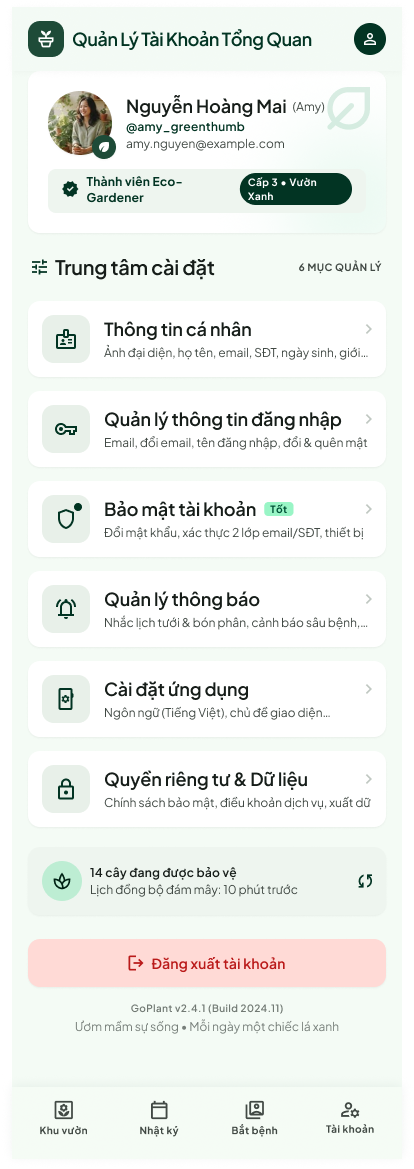 Quản Lý Tài Khoản Tổng Quan
Nguyễn Hoàng Mai (Amy)
@amy_greenthumb
amy.nguyen@example.com
Thành viên Eco-
Gardener
Cấp 3 • Vườn
Xanh
Trung tâm cài đặt
6 MỤC QUẢN LÝ
Thông tin cá nhân
Ảnh đại diện, họ tên, email, SĐT, ngày sinh, giới...
Quản lý thông tin đăng nhập
Email, đổi email, tên đăng nhập, đổi & quên mật
Bảo mật tài khoản Tốt
Đổi mật khẩu, xác thực 2 lớp email/SĐT, thiết bị
Quản lý thông báo
Nhắc lịch tưới & bón phân, cảnh báo sâu bệnh,...
Cài đặt ứng dụng
Ngôn ngữ (Tiếng Việt), chủ đề giao diện...
Quyền riêng tư & Dữ liệu
Chính sách bảo mật, điều khoản dịch vụ, xuất dữ
14 cây đang được bảo vệ
Lịch đồng bộ đám mây: 10 phút trước
Đăng xuất tài khoản
GoPlant v2.4.1 (Build 2024.11)
Ươm mầm sự sống • Mỗi ngày một chiếc lá xanh
Khu vườn
Nhật ký
Bắt bệnh
Tài khoản